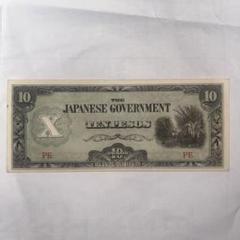 10 THE 10
JAPANESE GOVERNMENT
X TEN PESOS
PE PE
10